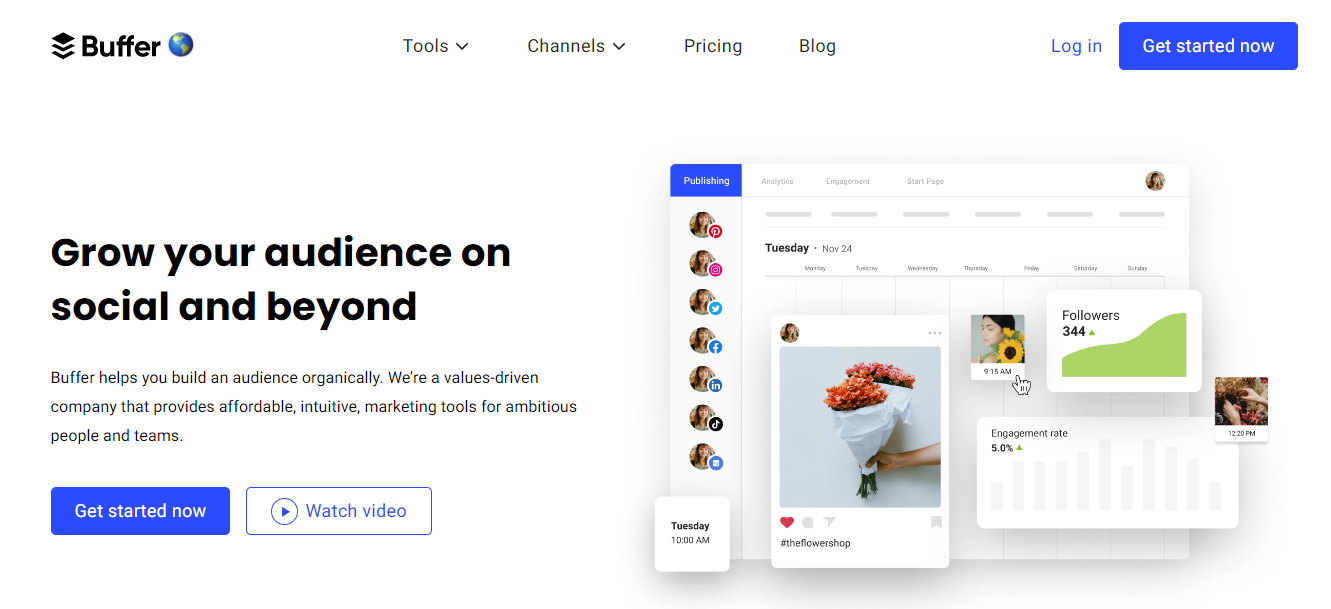 Buffer
Tools
Channels
Pricing
Blog
Log in
Get started now
Grow your audience on
social and beyond
Buffer helps you build an audience organically. We’re a values-driven
company that provides affordable, intuitive, marketing tools for ambitious
people and teams.
Get started now
Watch video
Publishing
Analytics
Engagement
Start Page
Tuesday · Nov 24
Monday Tuesday Wednesday Thursday Friday Saturday Sunday
#theflowershop
Tuesday
10:00 AM
9:15 AM
Followers
344
12:20 PM
Engagement rate
5.0%